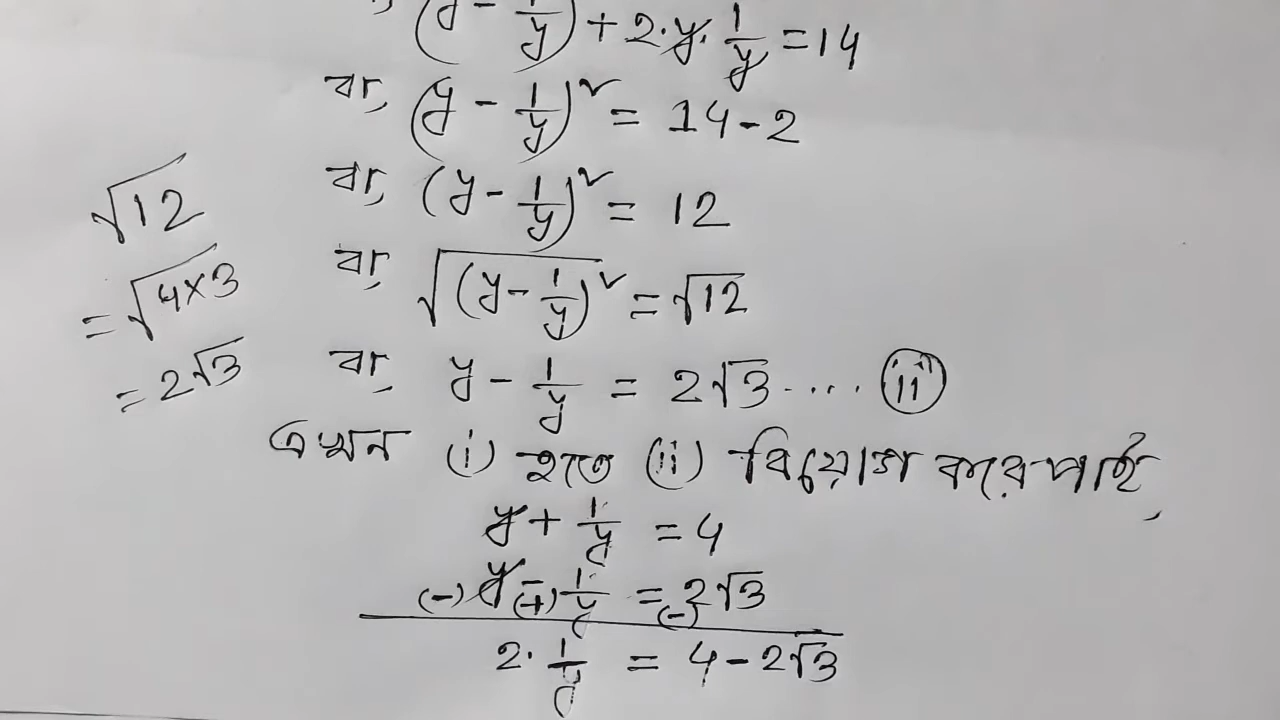 (y - 1/y) + 2·y·1/y = 14
বা, (y - 1/y)² = 14 - 2
বা, (y - 1/y)² = 12
√12
বা, √(y - 1/y)² = √12
= √4×3
বা, y - 1/y = 2√3 .... (ii)
= 2√3
এখন (i) হতে (ii) বিয়োগ করে পাই,
y + 1/y = 4
(-) y - (+) 1/y = (-) 2√3
2·1/y = 4 - 2√3